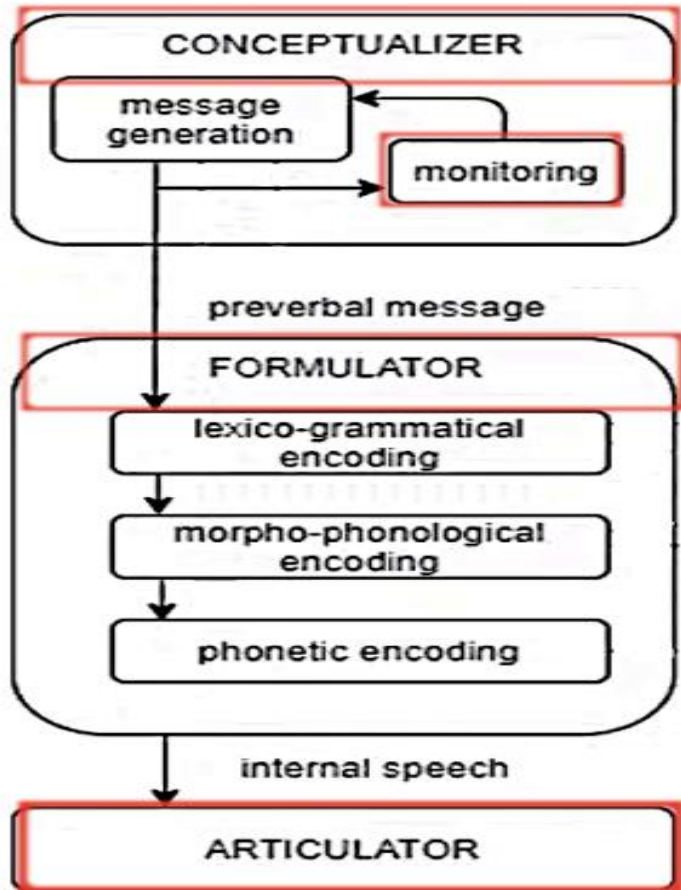 CONCEPTUALIZER
message
generation
monitoring
preverbal message
FORMULATOR
lexico-grammatical
encoding
morpho-phonological
encoding
phonetic encoding
internal speech
ARTICULATOR